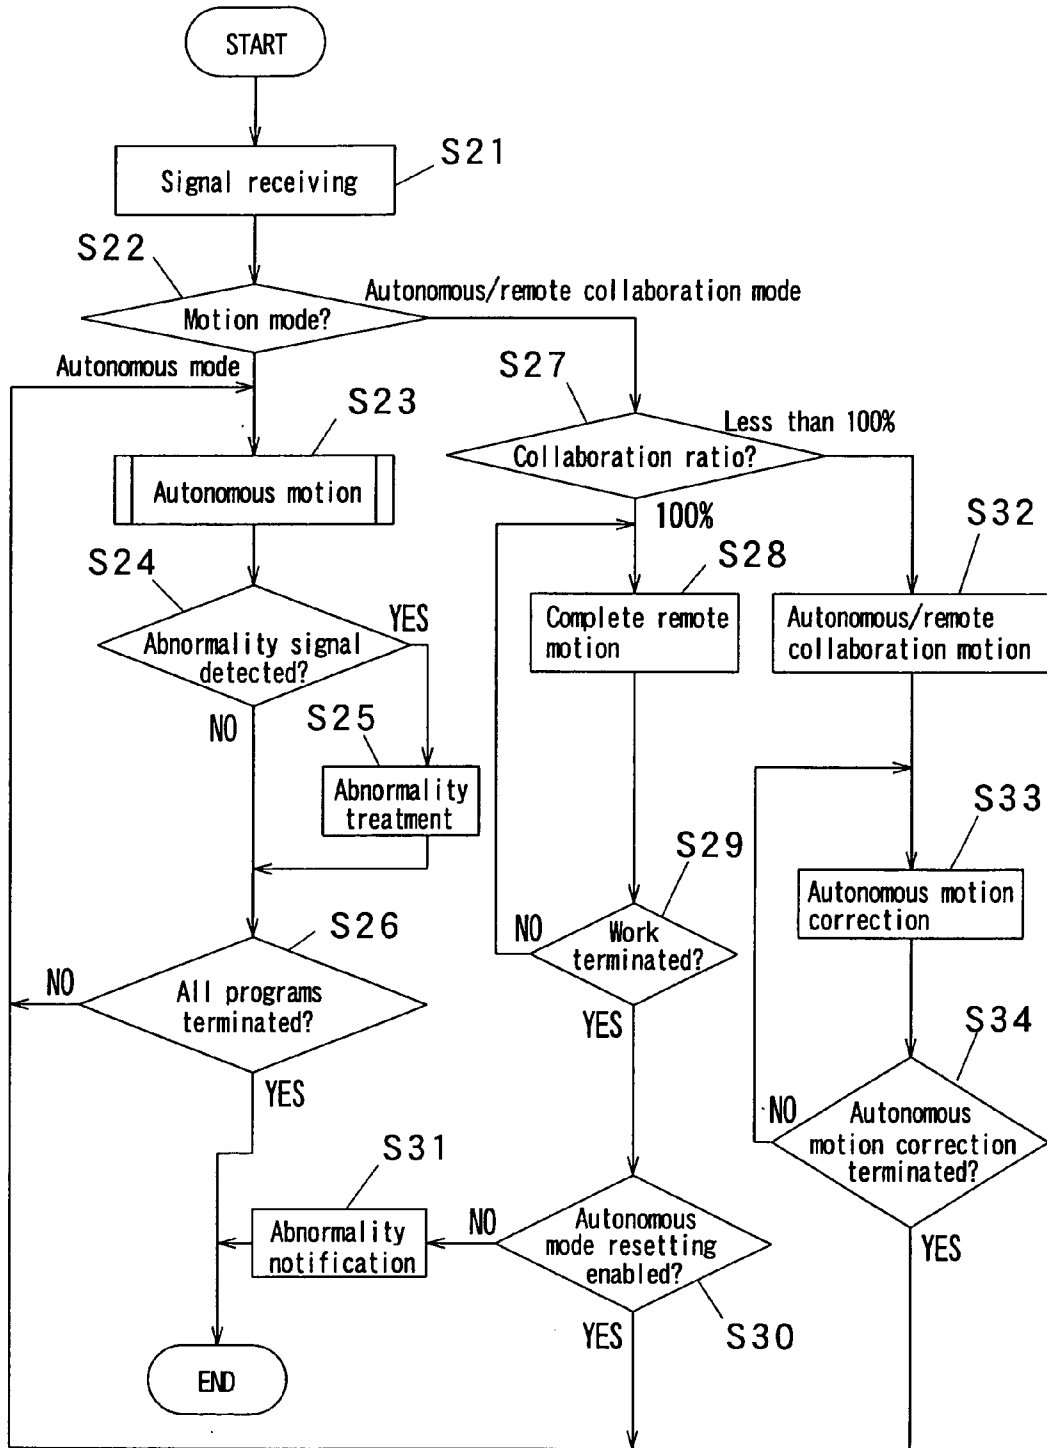 START
S21
Signal receiving
S22
Autonomous/remote collaboration mode
Motion mode?
Autonomous mode
S27
S23
Less than 100%
Collaboration ratio?
Autonomous motion
100%
S32
S24
S28
YES
Complete remote
motion
Autonomous/remote
collaboration motion
Abnormality signal
detected?
NO
S25
Abnormality
treatment
S33
S29
Autonomous motion
correction
S26
NO
Work
terminated?
NO
All programs
terminated?
YES
S34
YES
NO
Autonomous
motion correction
terminated?
S31
Abnormality
notification
NO
Autonomous
mode resetting
enabled?
YES
YES
S30
END